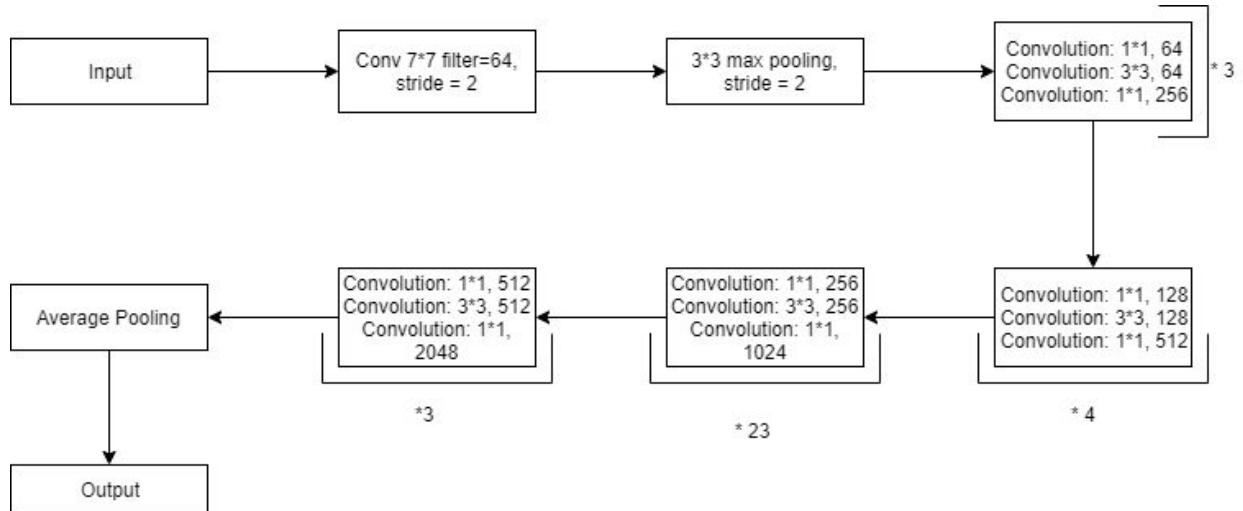 Input
Conv 7*7 filter=64,
stride = 2
3*3 max pooling,
stride = 2
Convolution: 1*1, 64
Convolution: 3*3, 64
Convolution: 1*1, 256
* 3
Convolution: 1*1, 128
Convolution: 3*3, 128
Convolution: 1*1, 512
* 4
Convolution: 1*1, 256
Convolution: 3*3, 256
Convolution: 1*1,
1024
* 23
Convolution: 1*1, 512
Convolution: 3*3, 512
Convolution: 1*1,
2048
*3
Average Pooling
Output